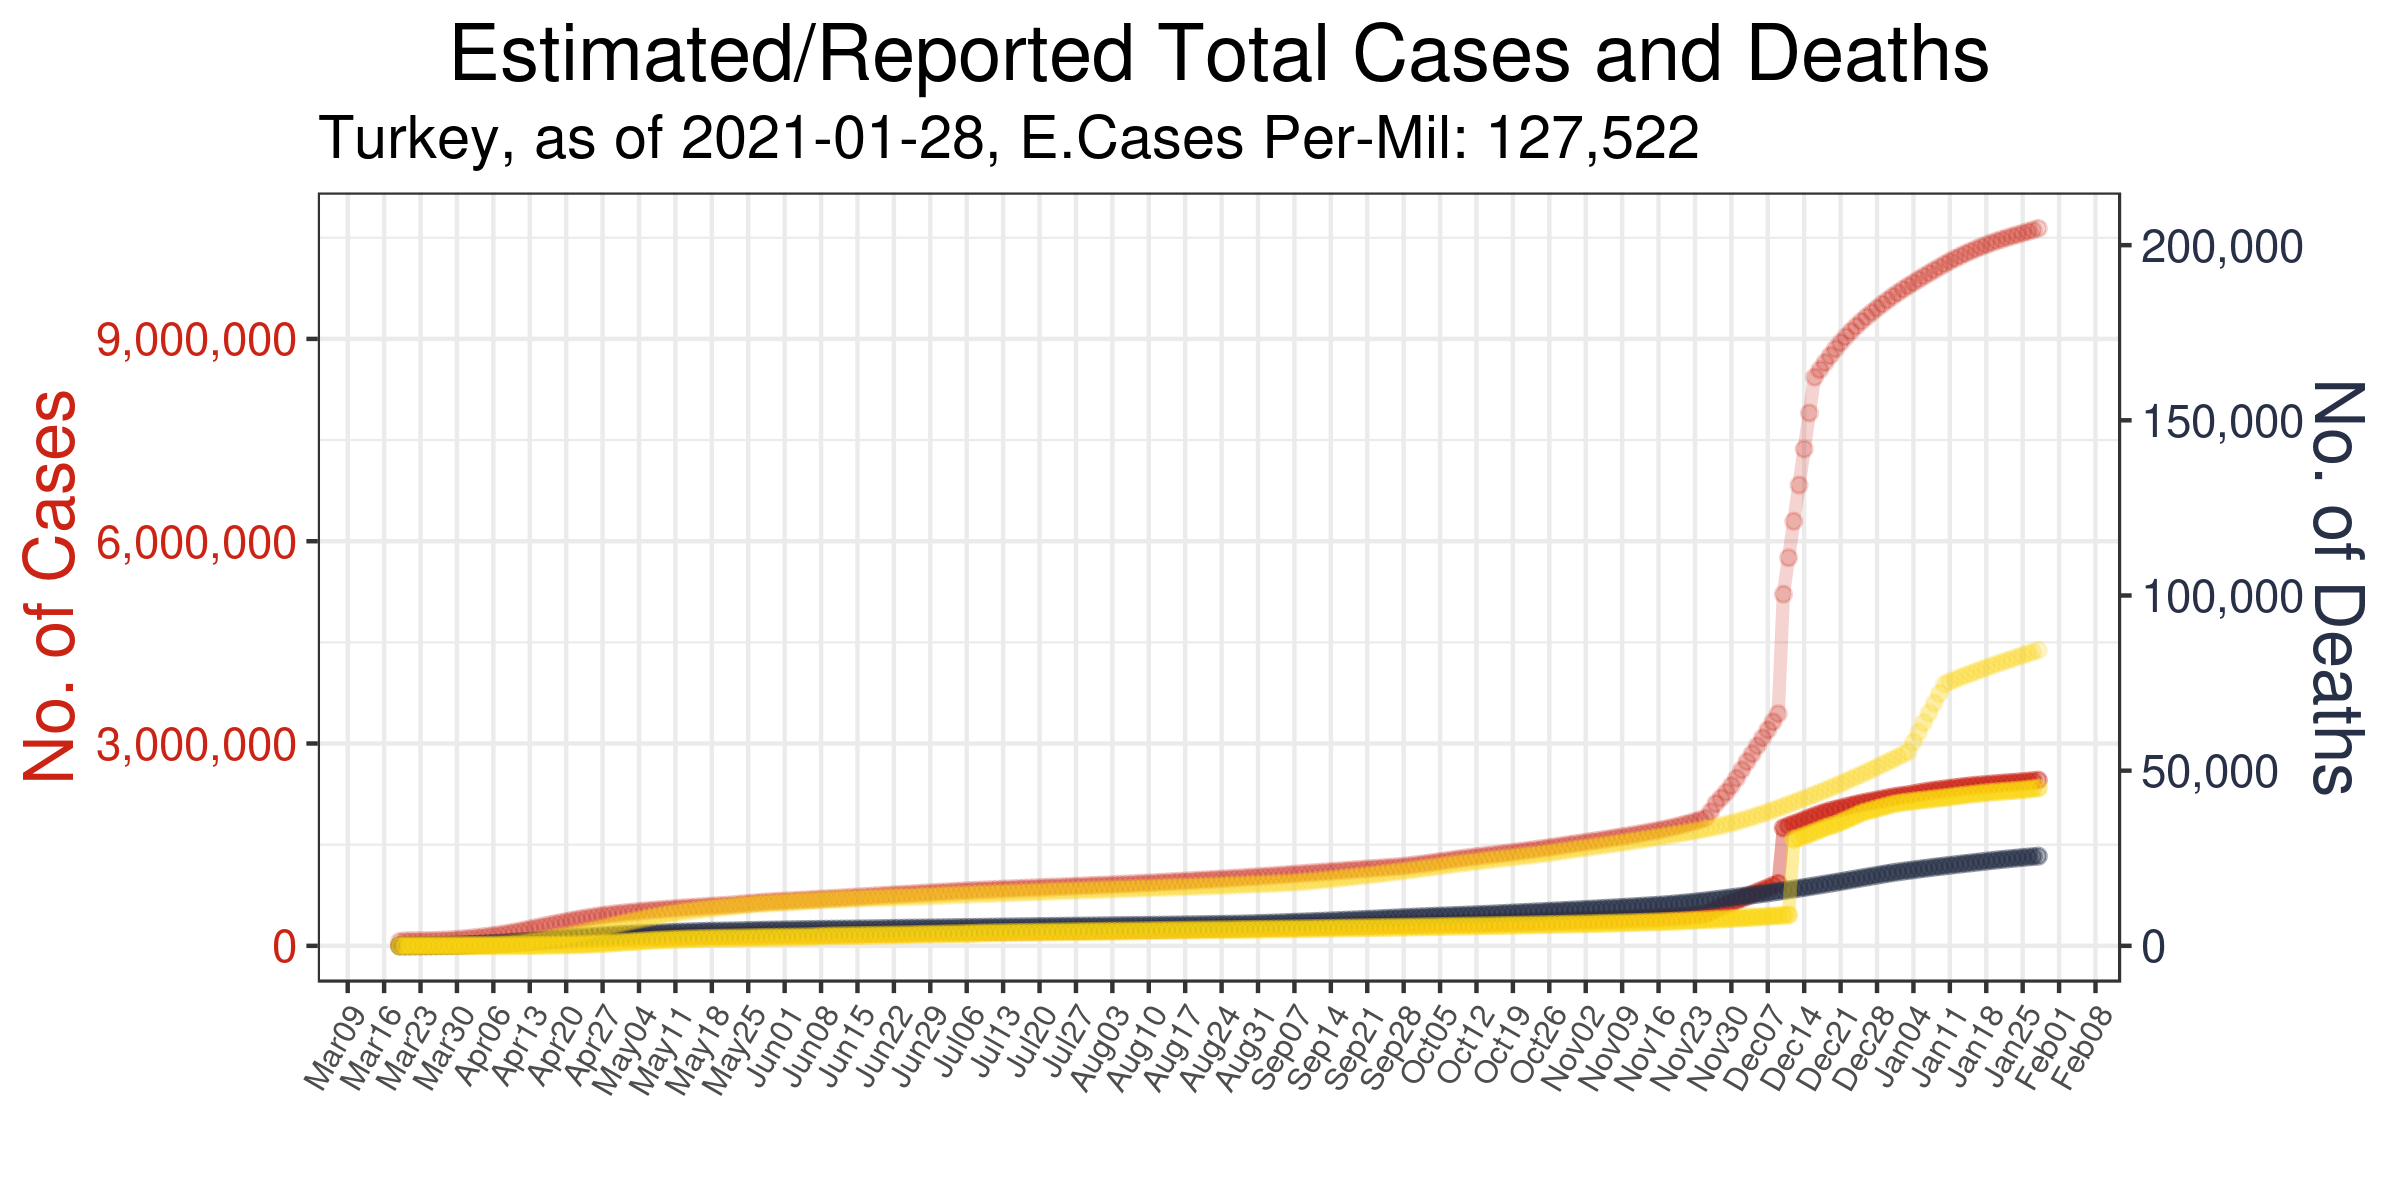 Estimated/Reported Total Cases and Deaths
Turkey, as of 2021-01-28, E.Cases Per-Mil: 127,522
No. of Cases
9,000,000
6,000,000
3,000,000
0
200,000
150,000
100,000
50,000
0
No. of Deaths
Mar09 Mar16 Mar23 Mar30 Apr06 Apr13 Apr20 Apr27 May04 May11 May18 May25 Jun01 Jun08 Jun15 Jun22 Jun29 Jul06 Jul13 Jul20 Jul27 Aug03 Aug10 Aug17 Aug24 Aug31 Sep07 Sep14 Sep21 Sep28 Oct05 Oct12 Oct19 Oct26 Nov02 Nov09 Nov16 Nov23 Nov30 Dec07 Dec14 Dec21 Dec28 Jan04 Jan11 Jan18 Jan25 Feb01 Feb08